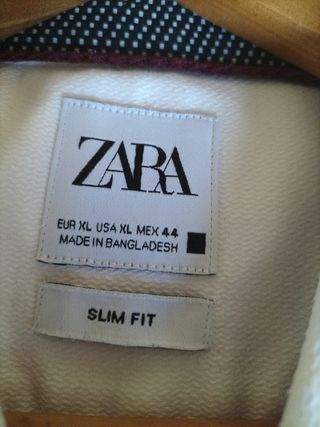 ZARA
EUR XL USA XL MEX 44
MADE IN BANGLADESH
SLIM FIT